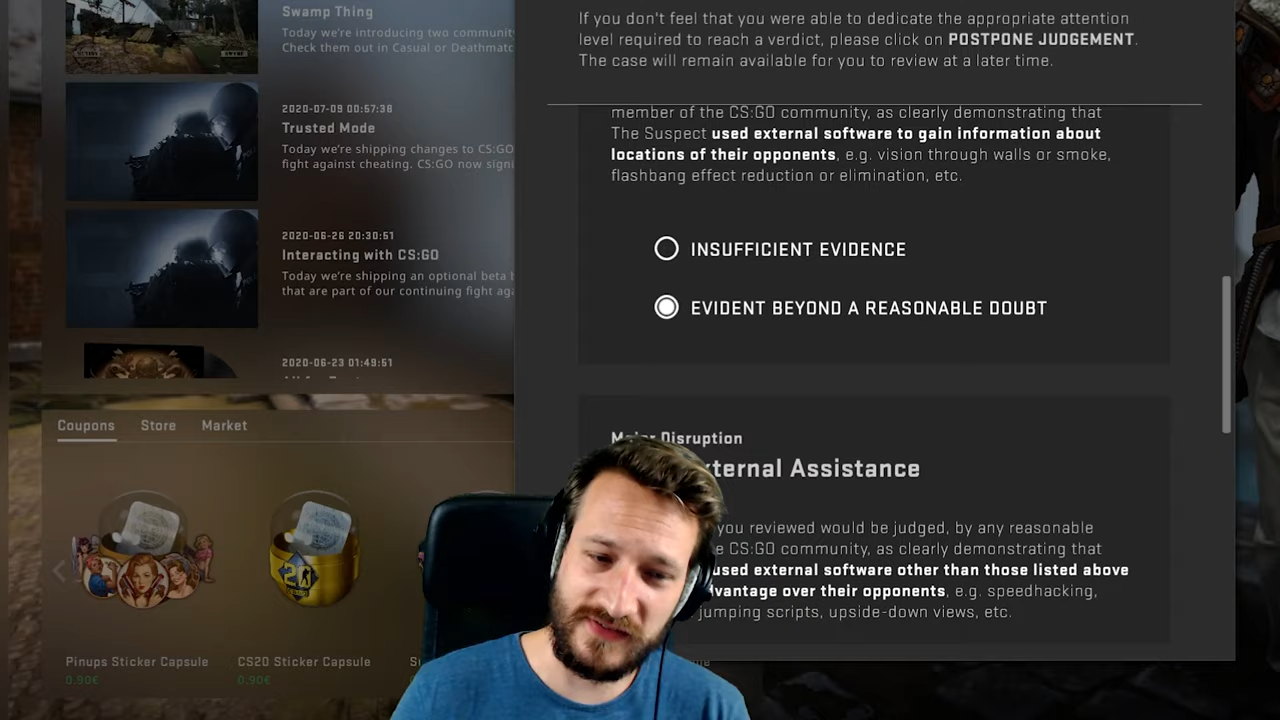 Swamp Thing
Today we're introducing two communit
Check them out in Casual or Deathmatc
2020-07-09 00:57:38
Trusted Mode
Today we're shipping changes to CS:GO
fight against cheating. CS:GO now signi
2020-06-26 20:30:51
Interacting with CS:GO
Today we're shipping an optional beta b
that are part of our continuing fight aga
2020-06-23 01:49:51
Coupons Store Market
Pinups Sticker Capsule
0.90€
CS20 Sticker Capsule
0.90€
If you don't feel that you were able to dedicate the appropriate attention
level required to reach a verdict, please click on POSTPONE JUDGEMENT.
The case will remain available for you to review at a later time.
member of the CS:GO community, as clearly demonstrating that
The Suspect used external software to gain information about
locations of their opponents, e.g. vision through walls or smoke,
flashbang effect reduction or elimination, etc.
INSUFFICIENT EVIDENCE
EVIDENT BEYOND A REASONABLE DOUBT
Major Disruption
xternal Assistance
you reviewed would be judged, by any reasonable
e CS:GO community, as clearly demonstrating that
used external software other than those listed above
dvantage over their opponents, e.g. speedhacking,
jumping scripts, upside-down views, etc.